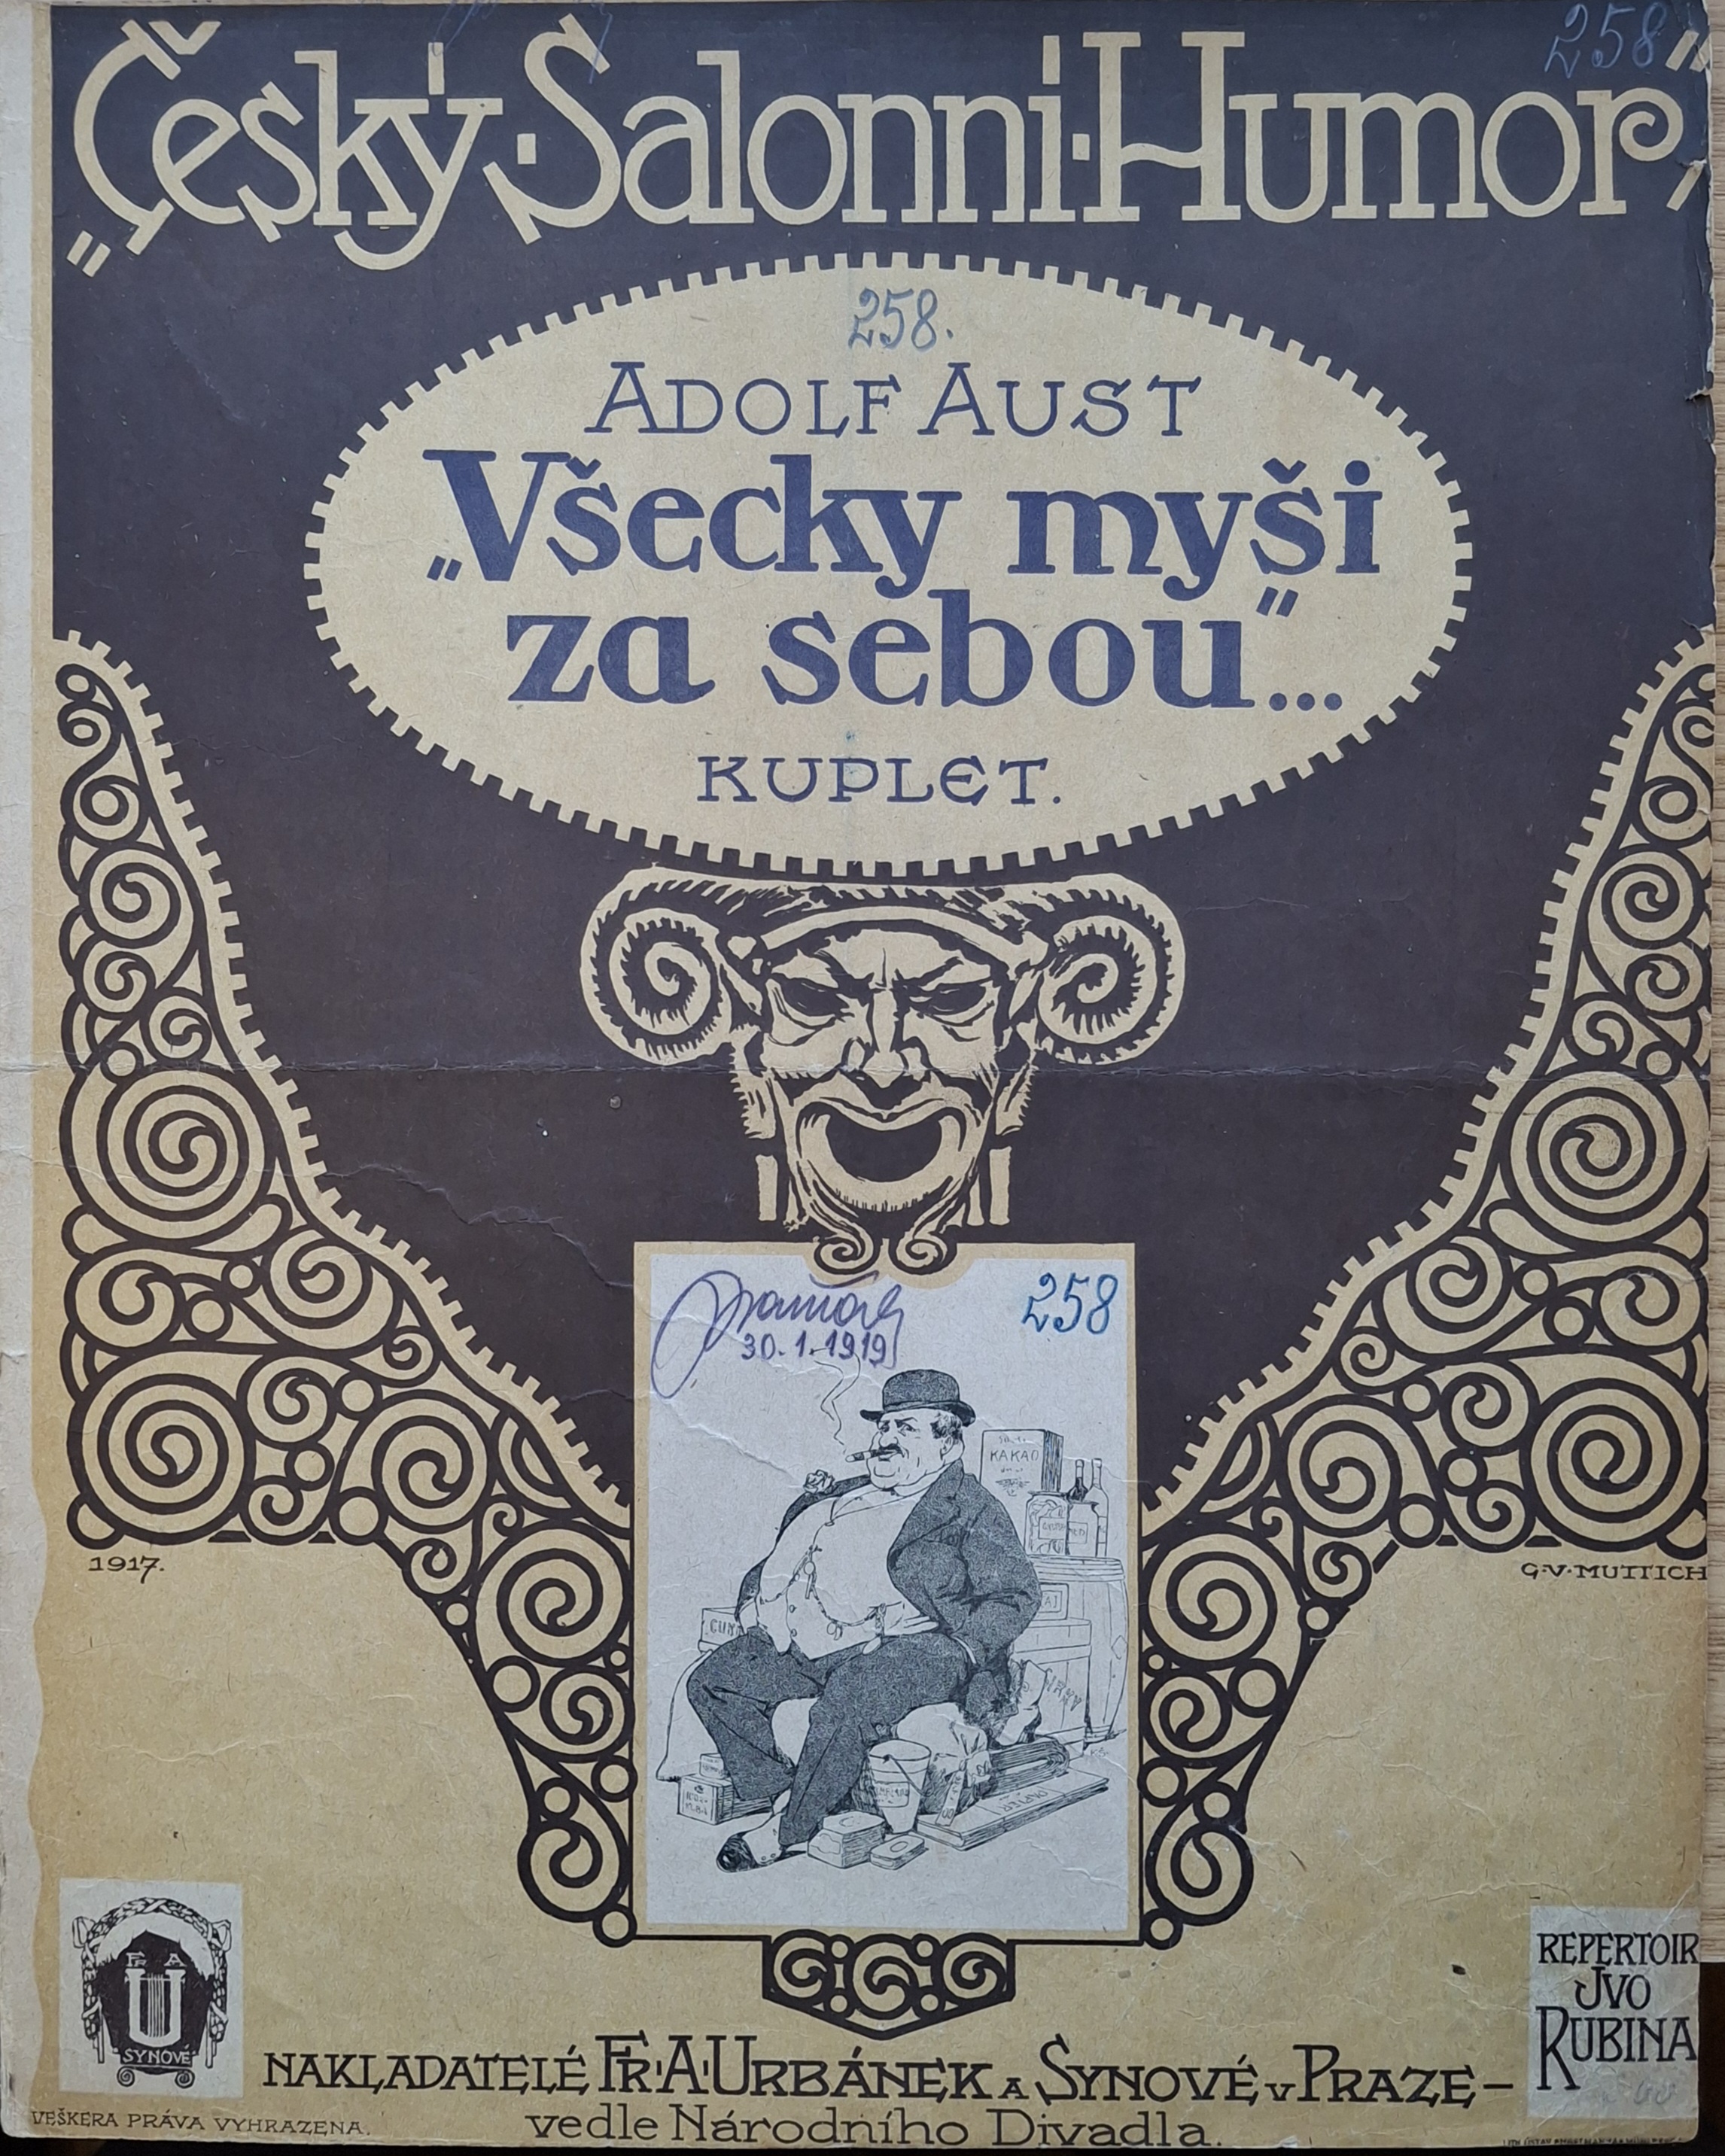 258
„Český·Salonní·Humor"
258.
ADOLF AUST
„Všecky myši
za sebou"...
KUPLET.
258
30.1.1919
KAKAO
1917.
G·V·MUTTICH
F A
U
SYNOVÉ
REPERTOIR
JVO
RUBINA
NAKLADATELÉ FR·A·URBÁNEK A SYNOVÉ V PRAZE–
vedle Národního Divadla.
VEŠKERA PRÁVA VYHRAZENA.